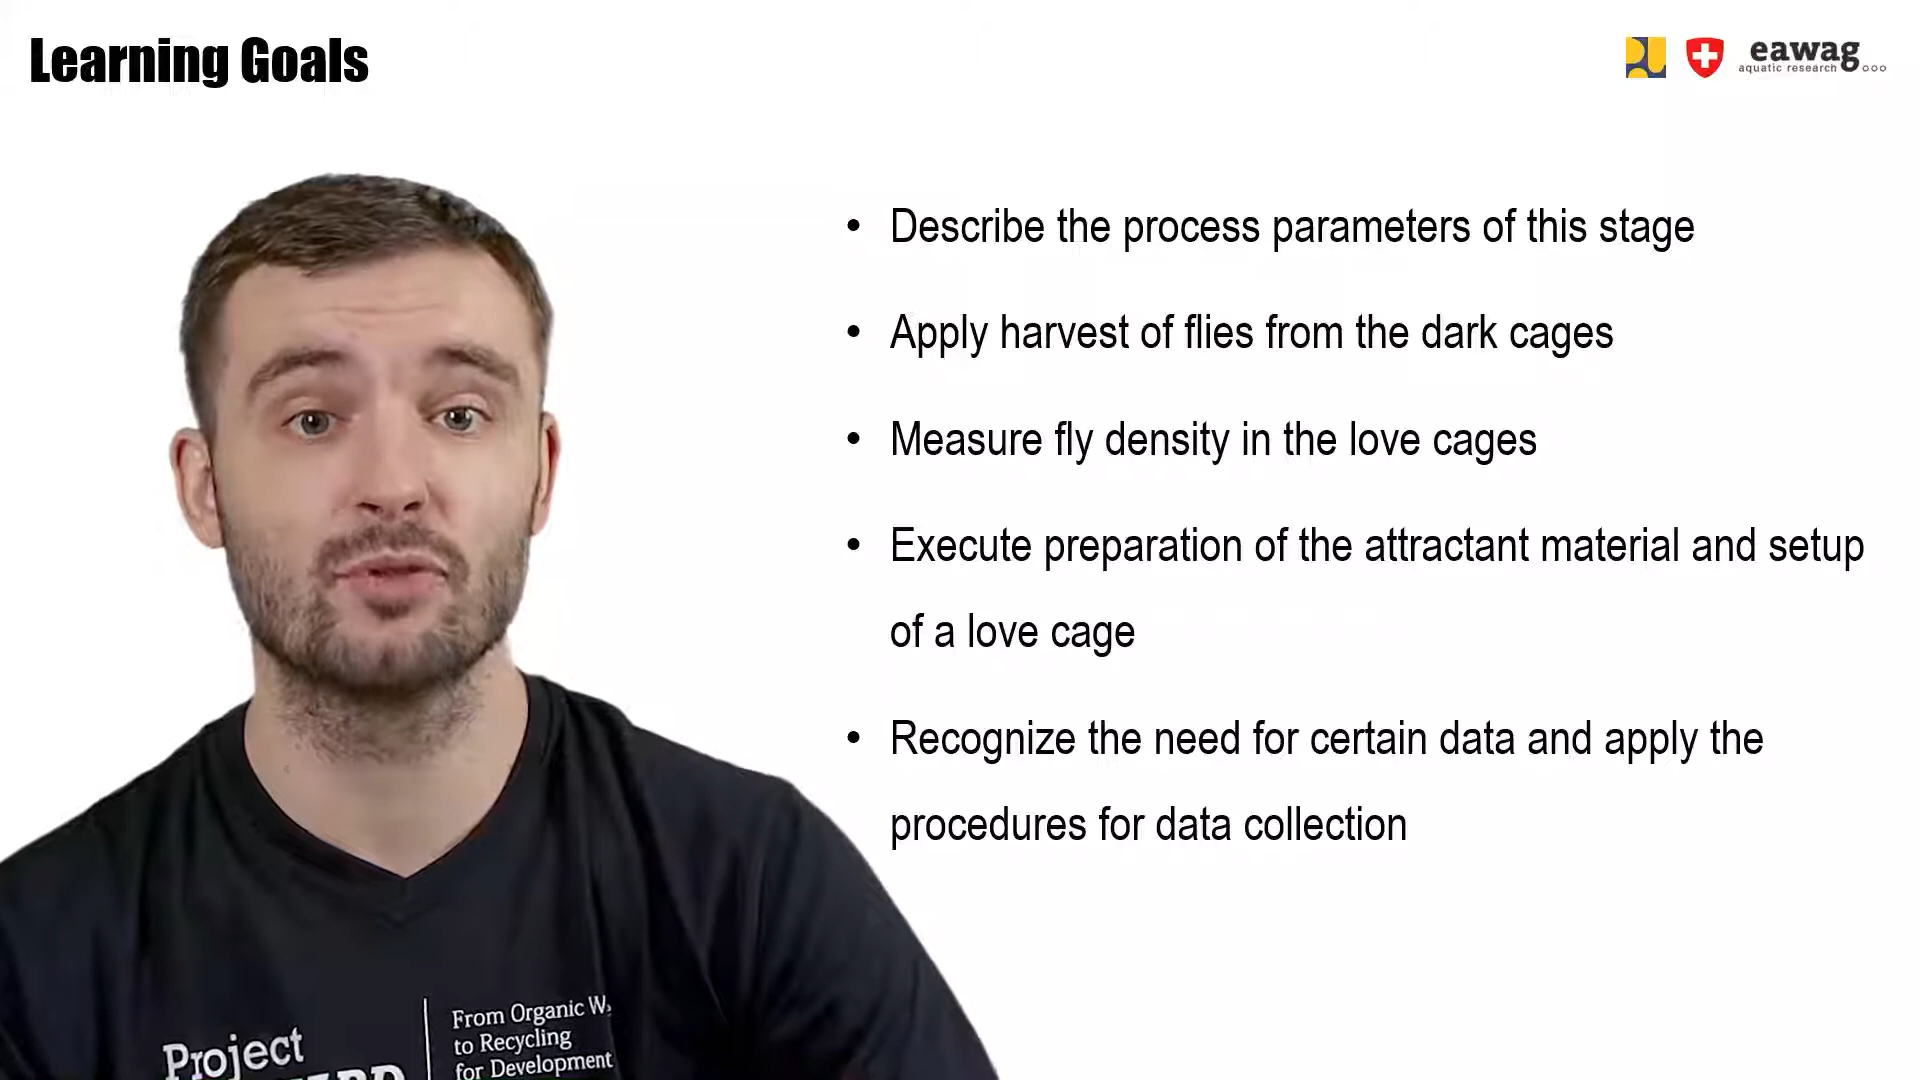 Learning Goals
eawag
aquatic research
• Describe the process parameters of this stage
• Apply harvest of flies from the dark cages
• Measure fly density in the love cages
• Execute preparation of the attractant material and setup
of a love cage
• Recognize the need for certain data and apply the
procedures for data collection
Project
From Organic W
to Recycling
for Development